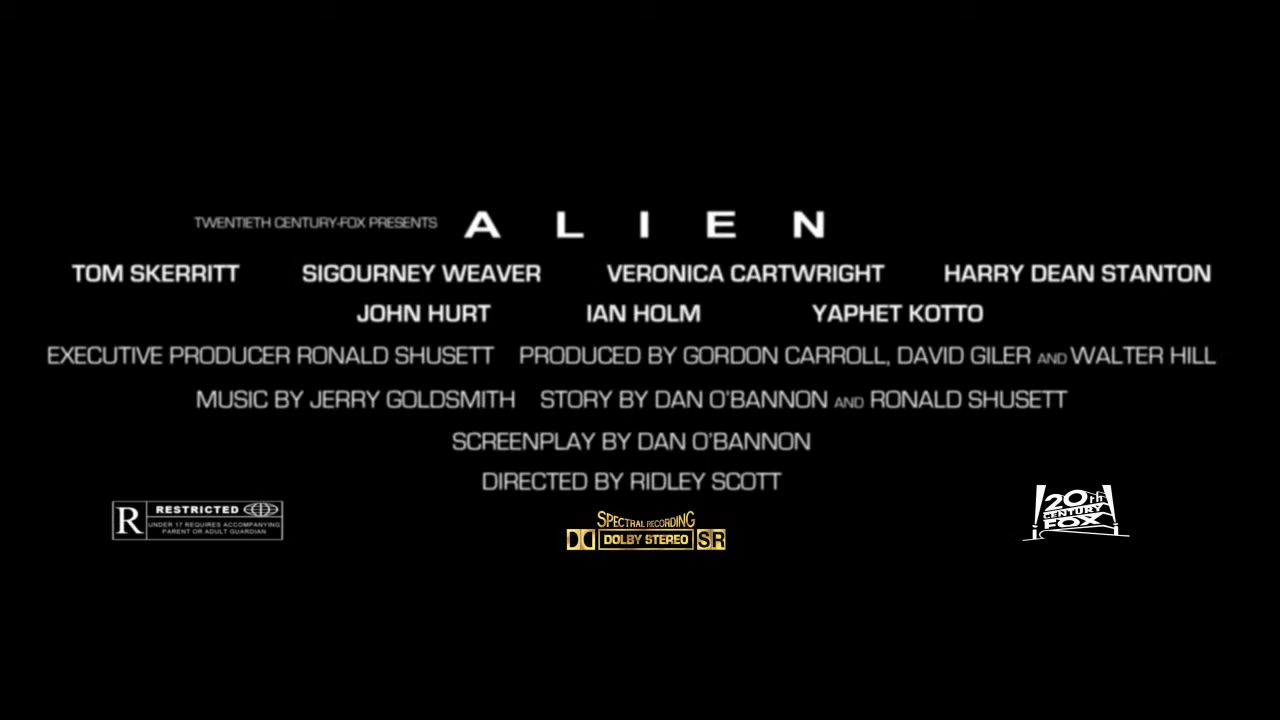 TWENTIETH CENTURY-FOX PRESENTS ALIEN
TOM SKERRITT SIGOURNEY WEAVER VERONICA CARTWRIGHT HARRY DEAN STANTON
JOHN HURT IAN HOLM YAPHET KOTTO
EXECUTIVE PRODUCER RONALD SHUSETT PRODUCED BY GORDON CARROLL, DAVID GILER AND WALTER HILL
MUSIC BY JERRY GOLDSMITH STORY BY DAN O'BANNON AND RONALD SHUSETT
SCREENPLAY BY DAN O'BANNON
DIRECTED BY RIDLEY SCOTT
R RESTRICTED
UNDER 17 REQUIRES ACCOMPANYING
PARENT OR ADULT GUARDIAN
SPECTRAL RECORDING
DOLBY STEREO SR
20TH
CENTURY
FOX